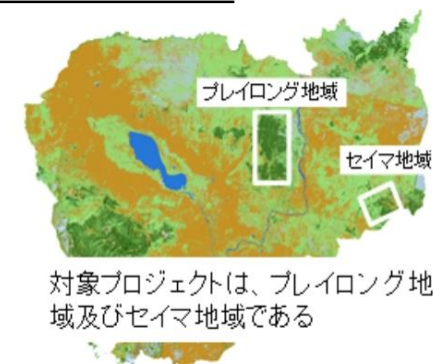 プレイロング地域
セイマ地域
対象プロジェクトは、プレイロング地
域及びセイマ地域である